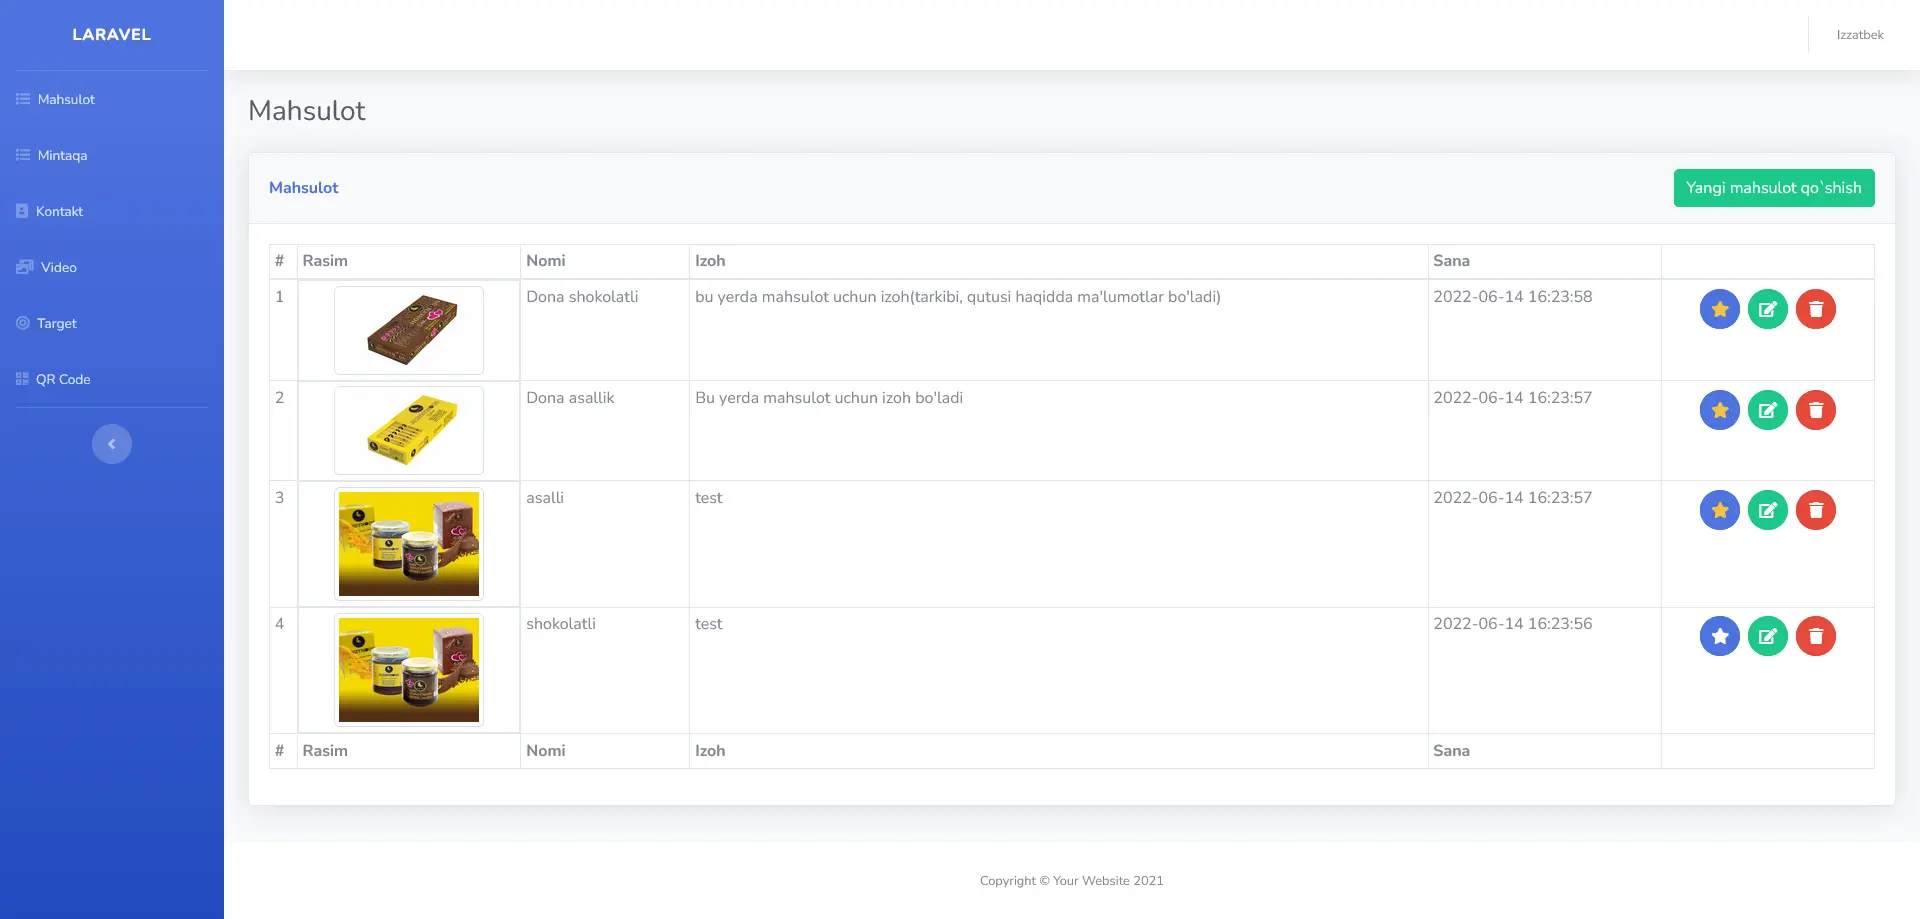 LARAVEL
Izzatbek
Mahsulot
Mintaqa
Kontakt
Video
Target
QR Code
Mahsulot
Mahsulot
Yangi mahsulot qo`shish
# Rasim Nomi Izoh Sana
1 Dona shokolatli bu yerda mahsulot uchun izoh(tarkibi, qutusi haqidda ma'lumotlar bo'ladi) 2022-06-14 16:23:58
2 Dona asallik Bu yerda mahsulot uchun izoh bo'ladi 2022-06-14 16:23:57
3 asalli test 2022-06-14 16:23:57
4 shokolatli test 2022-06-14 16:23:56
# Rasim Nomi Izoh Sana
Copyright © Your Website 2021